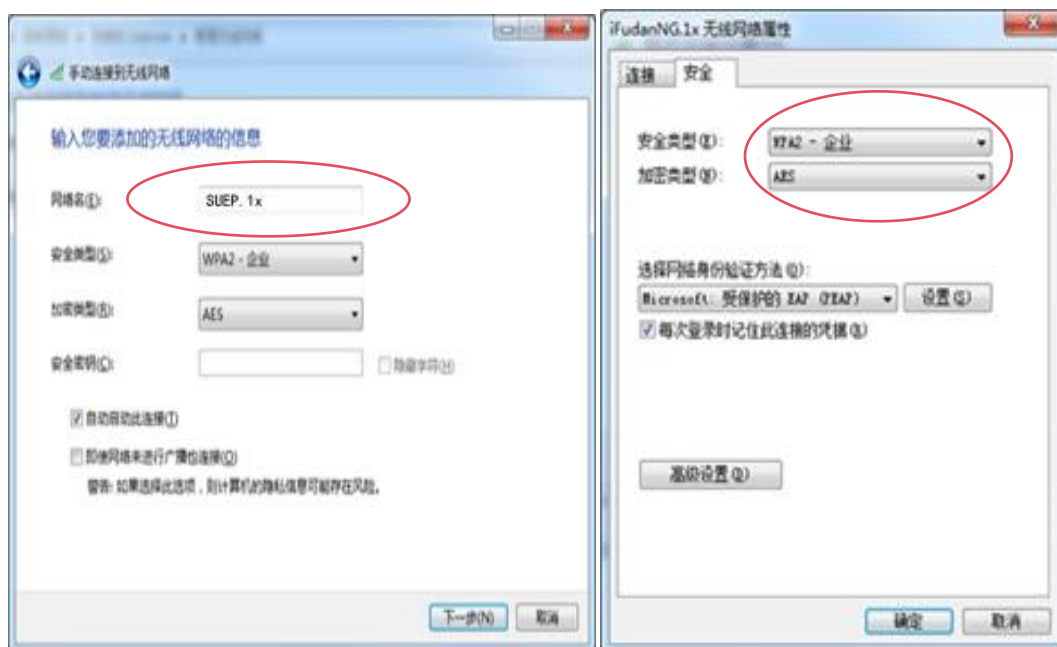 手动连接到无线网络
输入您要添加的无线网络的信息
网络名(E):
SUEP. 1x
安全类型(S):
WPA2 - 企业
加密类型(R):
AES
安全密钥(C):
隐藏字符(H)
自动启动此连接(T)
即使网络未进行广播也连接(O)
警告: 如果选择此选项，则计算机的隐私信息可能存在风险。
下一步(N)
取消
iFudanNG.1x 无线网络属性
连接
安全
安全类型(E):
WPA2 - 企业
加密类型(N):
AES
选择网络身份验证方法(O):
Microsoft: 受保护的 EAP (PEAP)
设置(S)
每次登录时记住此连接的凭据(R)
高级设置(D)
确定
取消